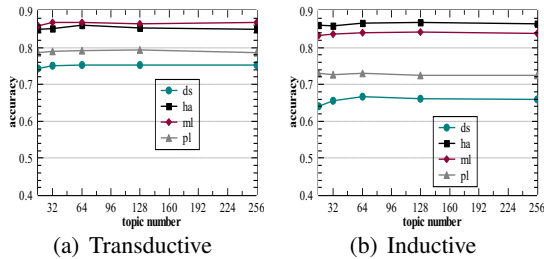 0.9
0.8
0.7
0.6
0.5
0.4
accuracy
ds
ha
ml
pl
32 64 96 128 160 192 224 256
topic number
(a) Transductive
0.9
0.8
0.7
0.6
0.5
0.4
accuracy
ds
ha
ml
pl
32 64 96 128 160 192 224 256
topic number
(b) Inductive